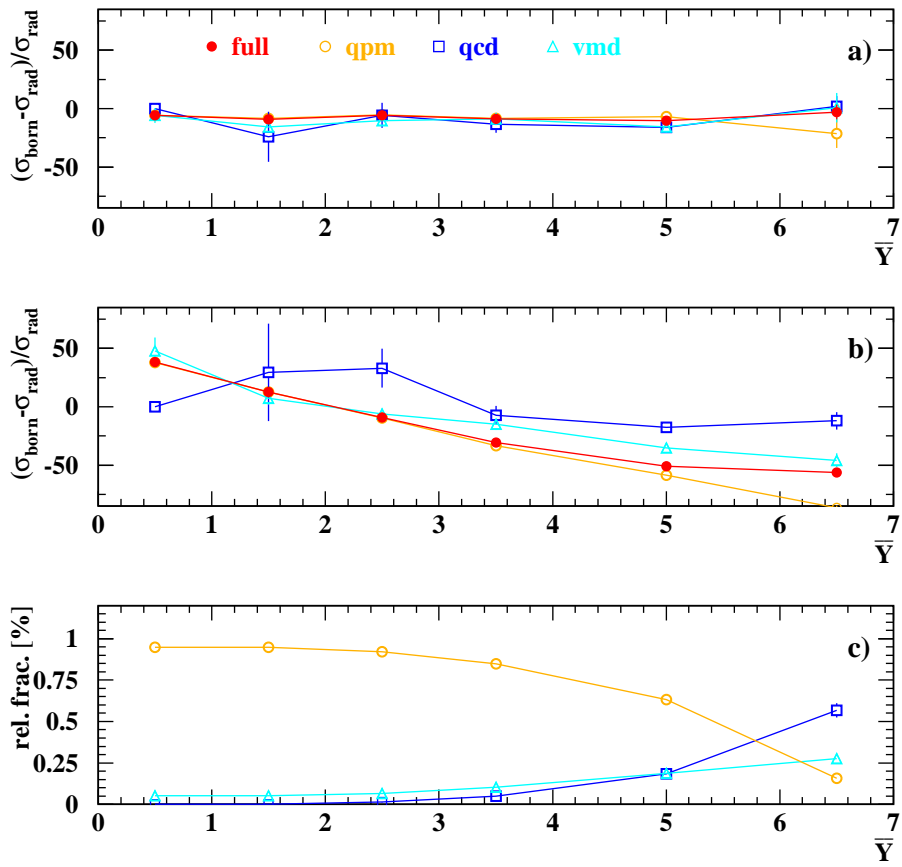 full qpm qcd vmd
a)
(σborn-σrad)/σrad
50
0
-50
0 1 2 3 4 5 6 7
Y̅
b)
(σborn-σrad)/σrad
50
0
-50
0 1 2 3 4 5 6 7
Y̅
c)
rel. frac. [%]
1
0.75
0.5
0.25
0
0 1 2 3 4 5 6 7
Y̅